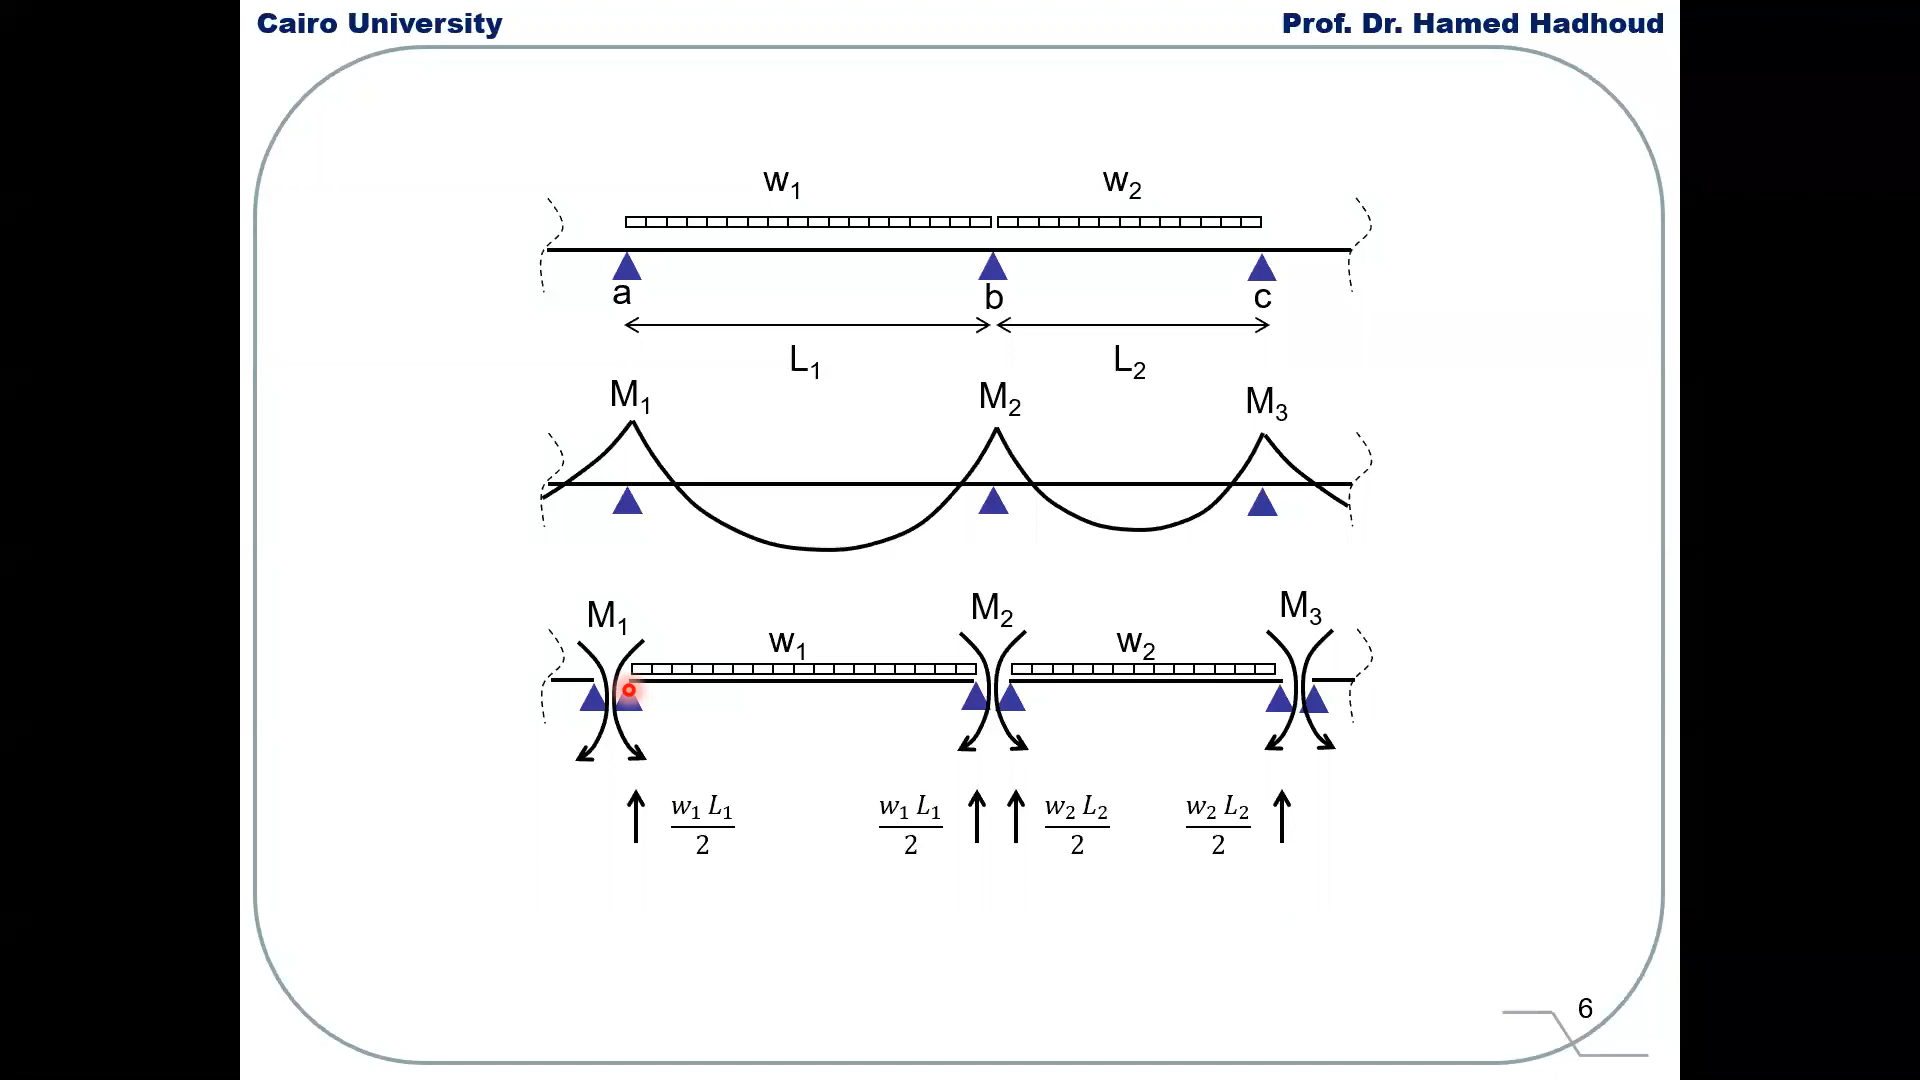 Cairo University
Prof. Dr. Hamed Hadhoud
w₁ w₂
a b c
L₁ L₂
M₁ M₂ M₃
M₁ M₂ M₃
w₁ w₂
w₁ L₁ / 2 w₁ L₁ / 2 w₂ L₂ / 2 w₂ L₂ / 2
6